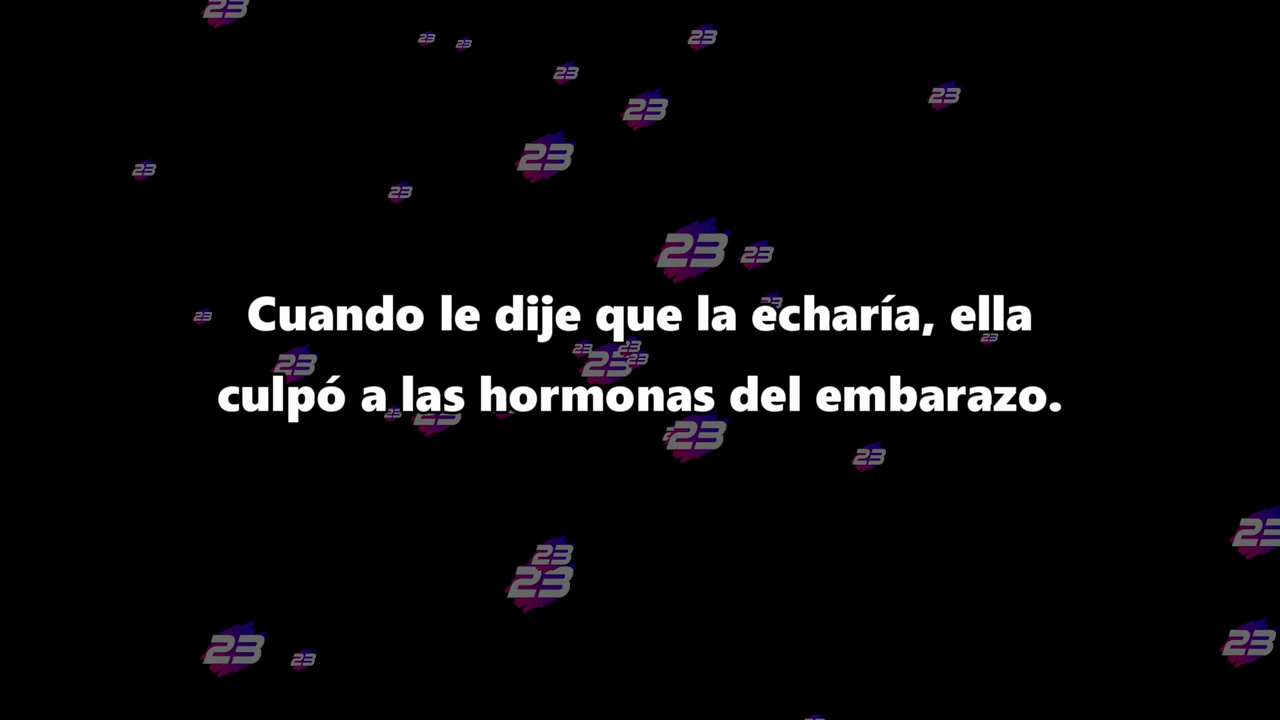 Cuando le dije que la echaría, ella
culpó a las hormonas del embarazo.